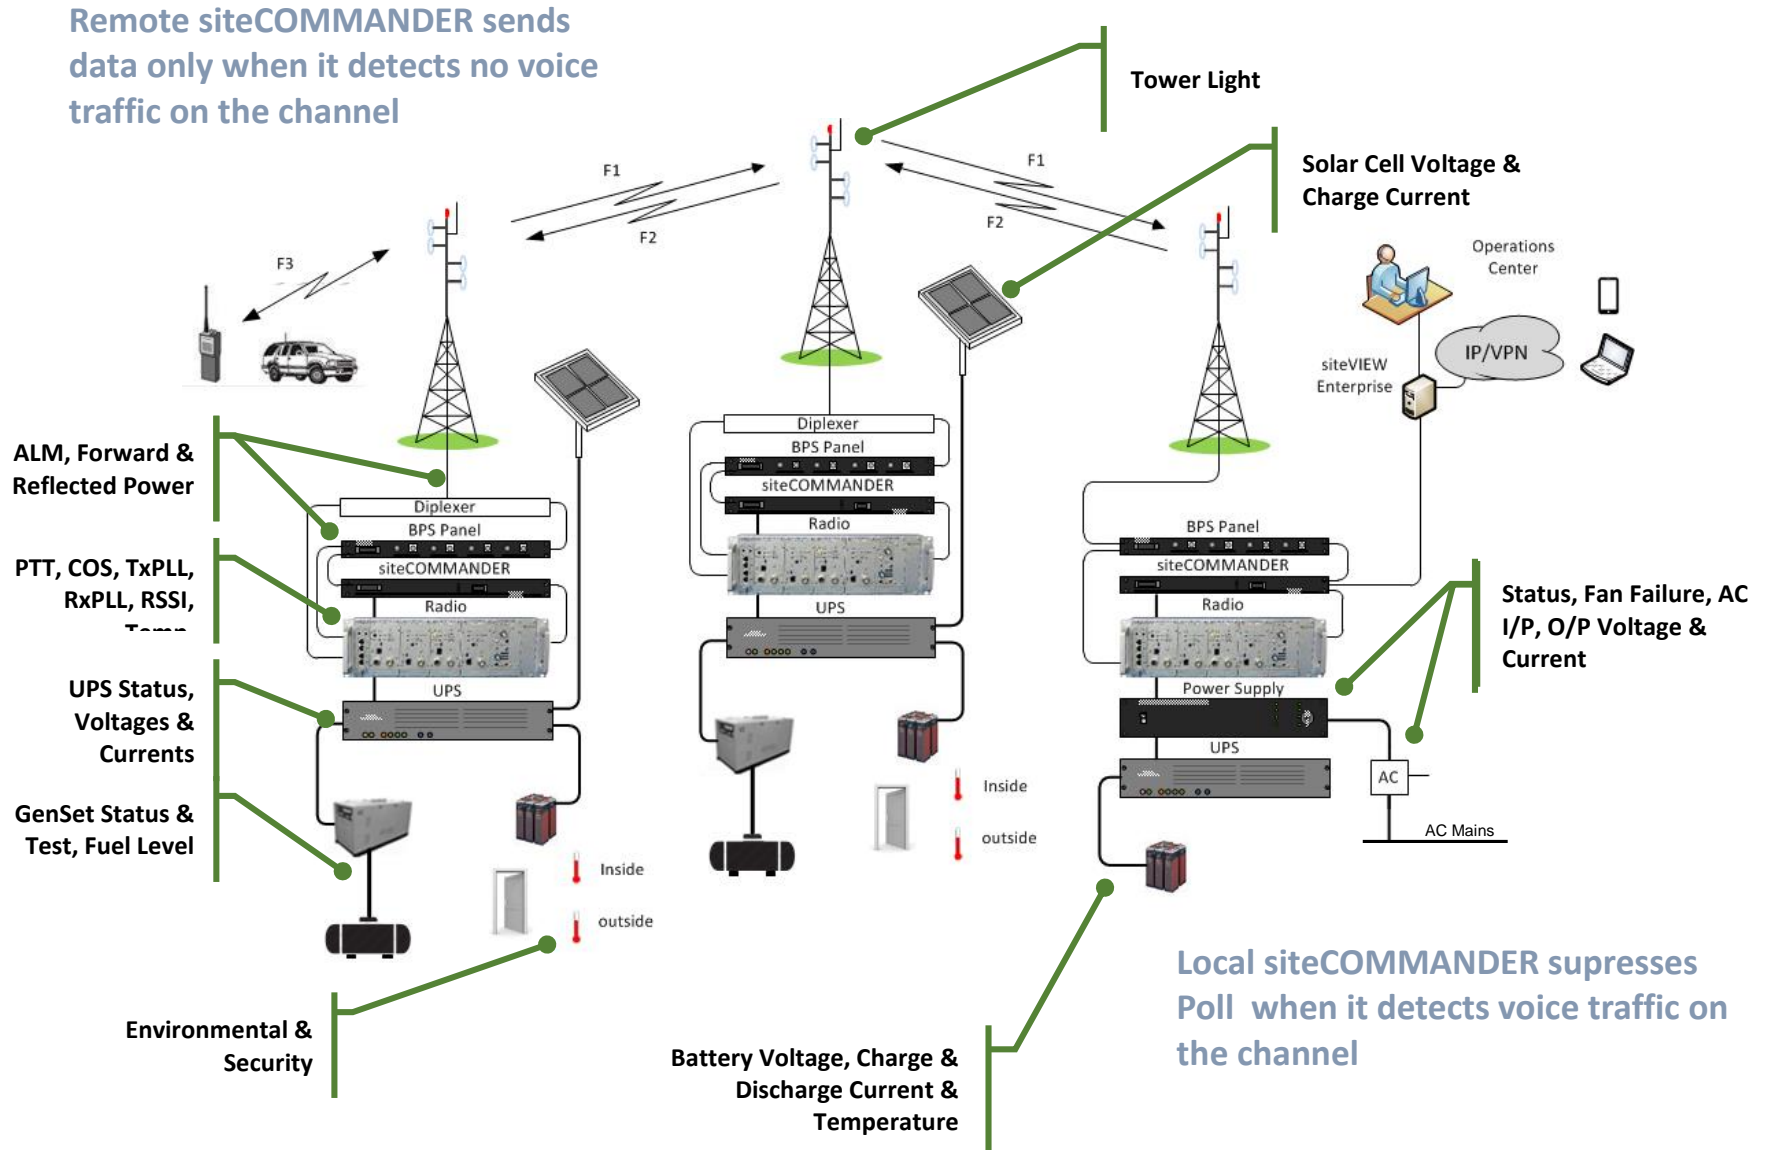 Remote siteCOMMANDER sends
data only when it detects no voice
traffic on the channel
Tower Light
Solar Cell Voltage &
Charge Current
F1
F2
F1
F2
F3
Operations
Center
IP/VPN
siteVIEW
Enterprise
ALM, Forward &
Reflected Power
PTT, COS, TxPLL,
RxPLL, RSSI,
UPS Status,
Voltages &
Currents
GenSet Status &
Test, Fuel Level
Diplexer
BPS Panel
siteCOMMANDER
Radio
UPS
Inside
outside
Diplexer
BPS Panel
siteCOMMANDER
Radio
UPS
Inside
outside
BPS Panel
siteCOMMANDER
Radio
Power Supply
UPS
AC
AC Mains
Status, Fan Failure, AC
I/P, O/P Voltage &
Current
Environmental &
Security
Battery Voltage, Charge &
Discharge Current &
Temperature
Local siteCOMMANDER supresses
Poll  when it detects voice traffic on
the channel